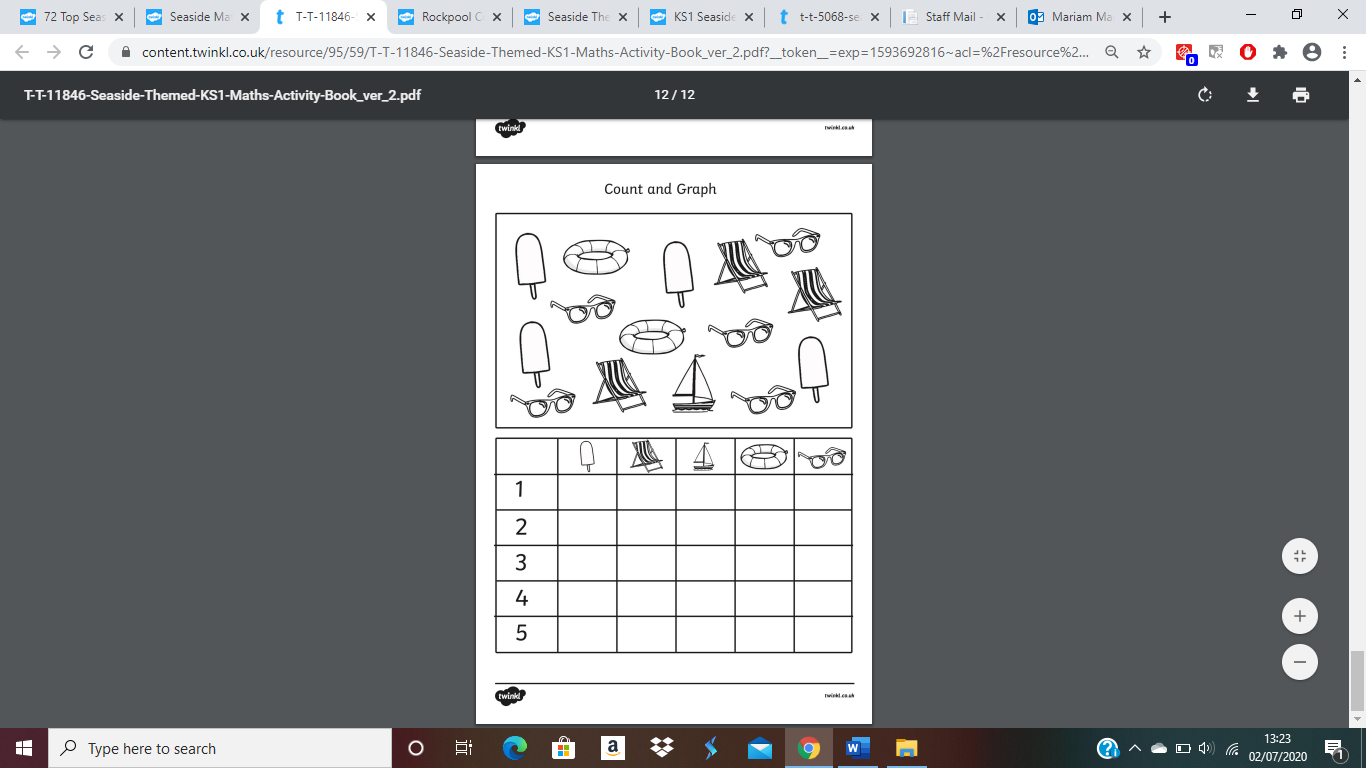 72 Top Seas
Seaside Ma
T-T-11846-
Rockpool C
Seaside The
KS1 Seaside
t-t-5068-se
Staff Mail -
Mariam Ma
content.twinkl.co.uk/resource/95/59/T-T-11846-Seaside-Themed-KS1-Maths-Activity-Book_ver_2.pdf?__token__=exp=1593692816~acl=%2Fresource%2...
0
T-T-11846-Seaside-Themed-KS1-Maths-Activity-Book_ver_2.pdf
12 / 12
twinkl
twinkl.co.uk
Count and Graph
1
2
3
4
5
twinkl
twinkl.co.uk
Type here to search
13:23
02/07/2020
1